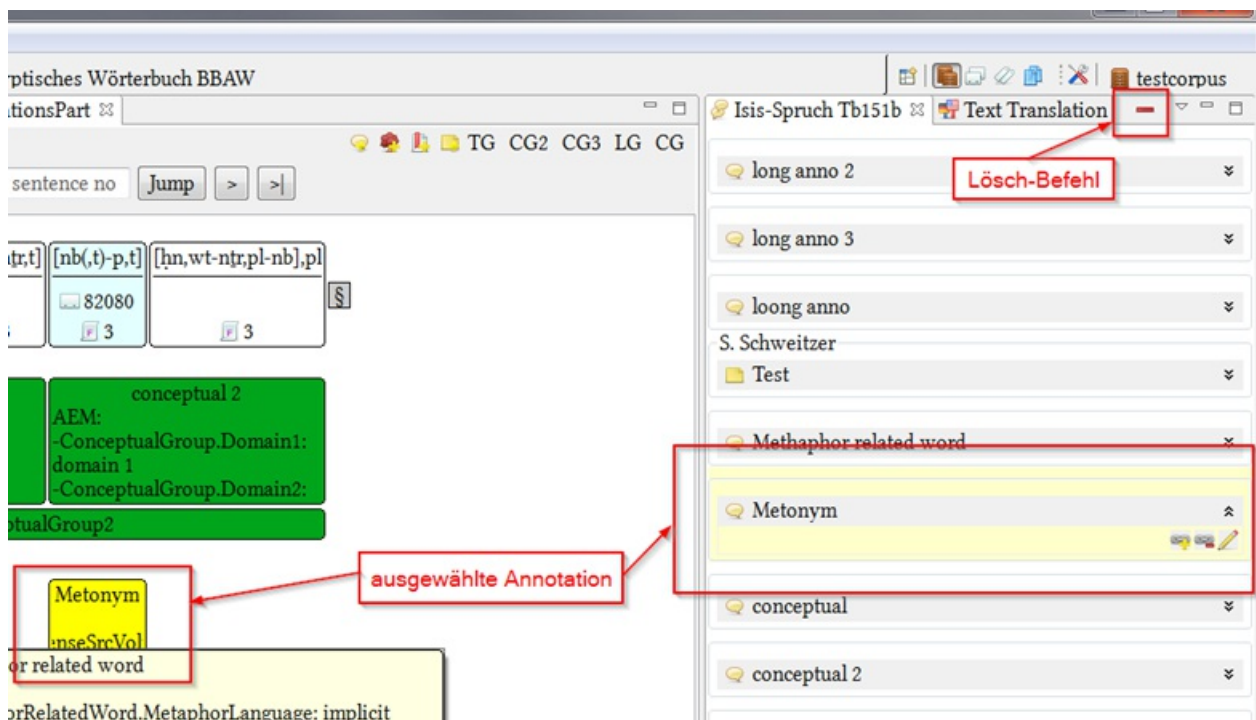 ptisches Wörterbuch BBAW
testcorpus
tionsPart
Isis-Spruch Tb151b
Text Translation
TG CG2 CG3 LG CG
sentence no
Jump
>
>|
Lösch-Befehl
long anno 2
long anno 3
loong anno
S. Schweitzer
Test
Methaphor related word
Metonym
conceptual
conceptual 2
nṯr,t]
[nb(,t)-p,t]
[ḥn,wt-nṯr,pl-nb],pl
82080
3
3
§
conceptual 2
AEM:
-ConceptualGroup.Domain1:
domain 1
-ConceptualGroup.Domain2:
ptualGroup2
ausgewählte Annotation
Metonym
nseSrcVol
or related word
orRelatedWord.MetaphorLanguage: implicit